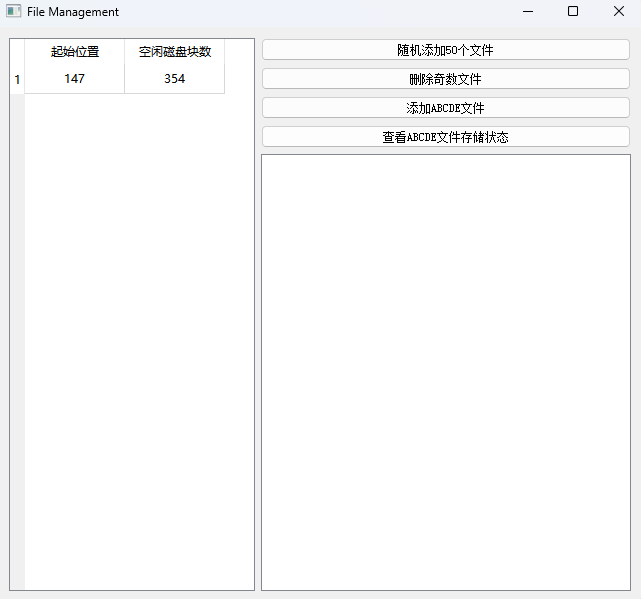 File Management
起始位置 空闲磁盘块数
1 147 354
随机添加50个文件
删除奇数文件
添加ABCDE文件
查看ABCDE文件存储状态